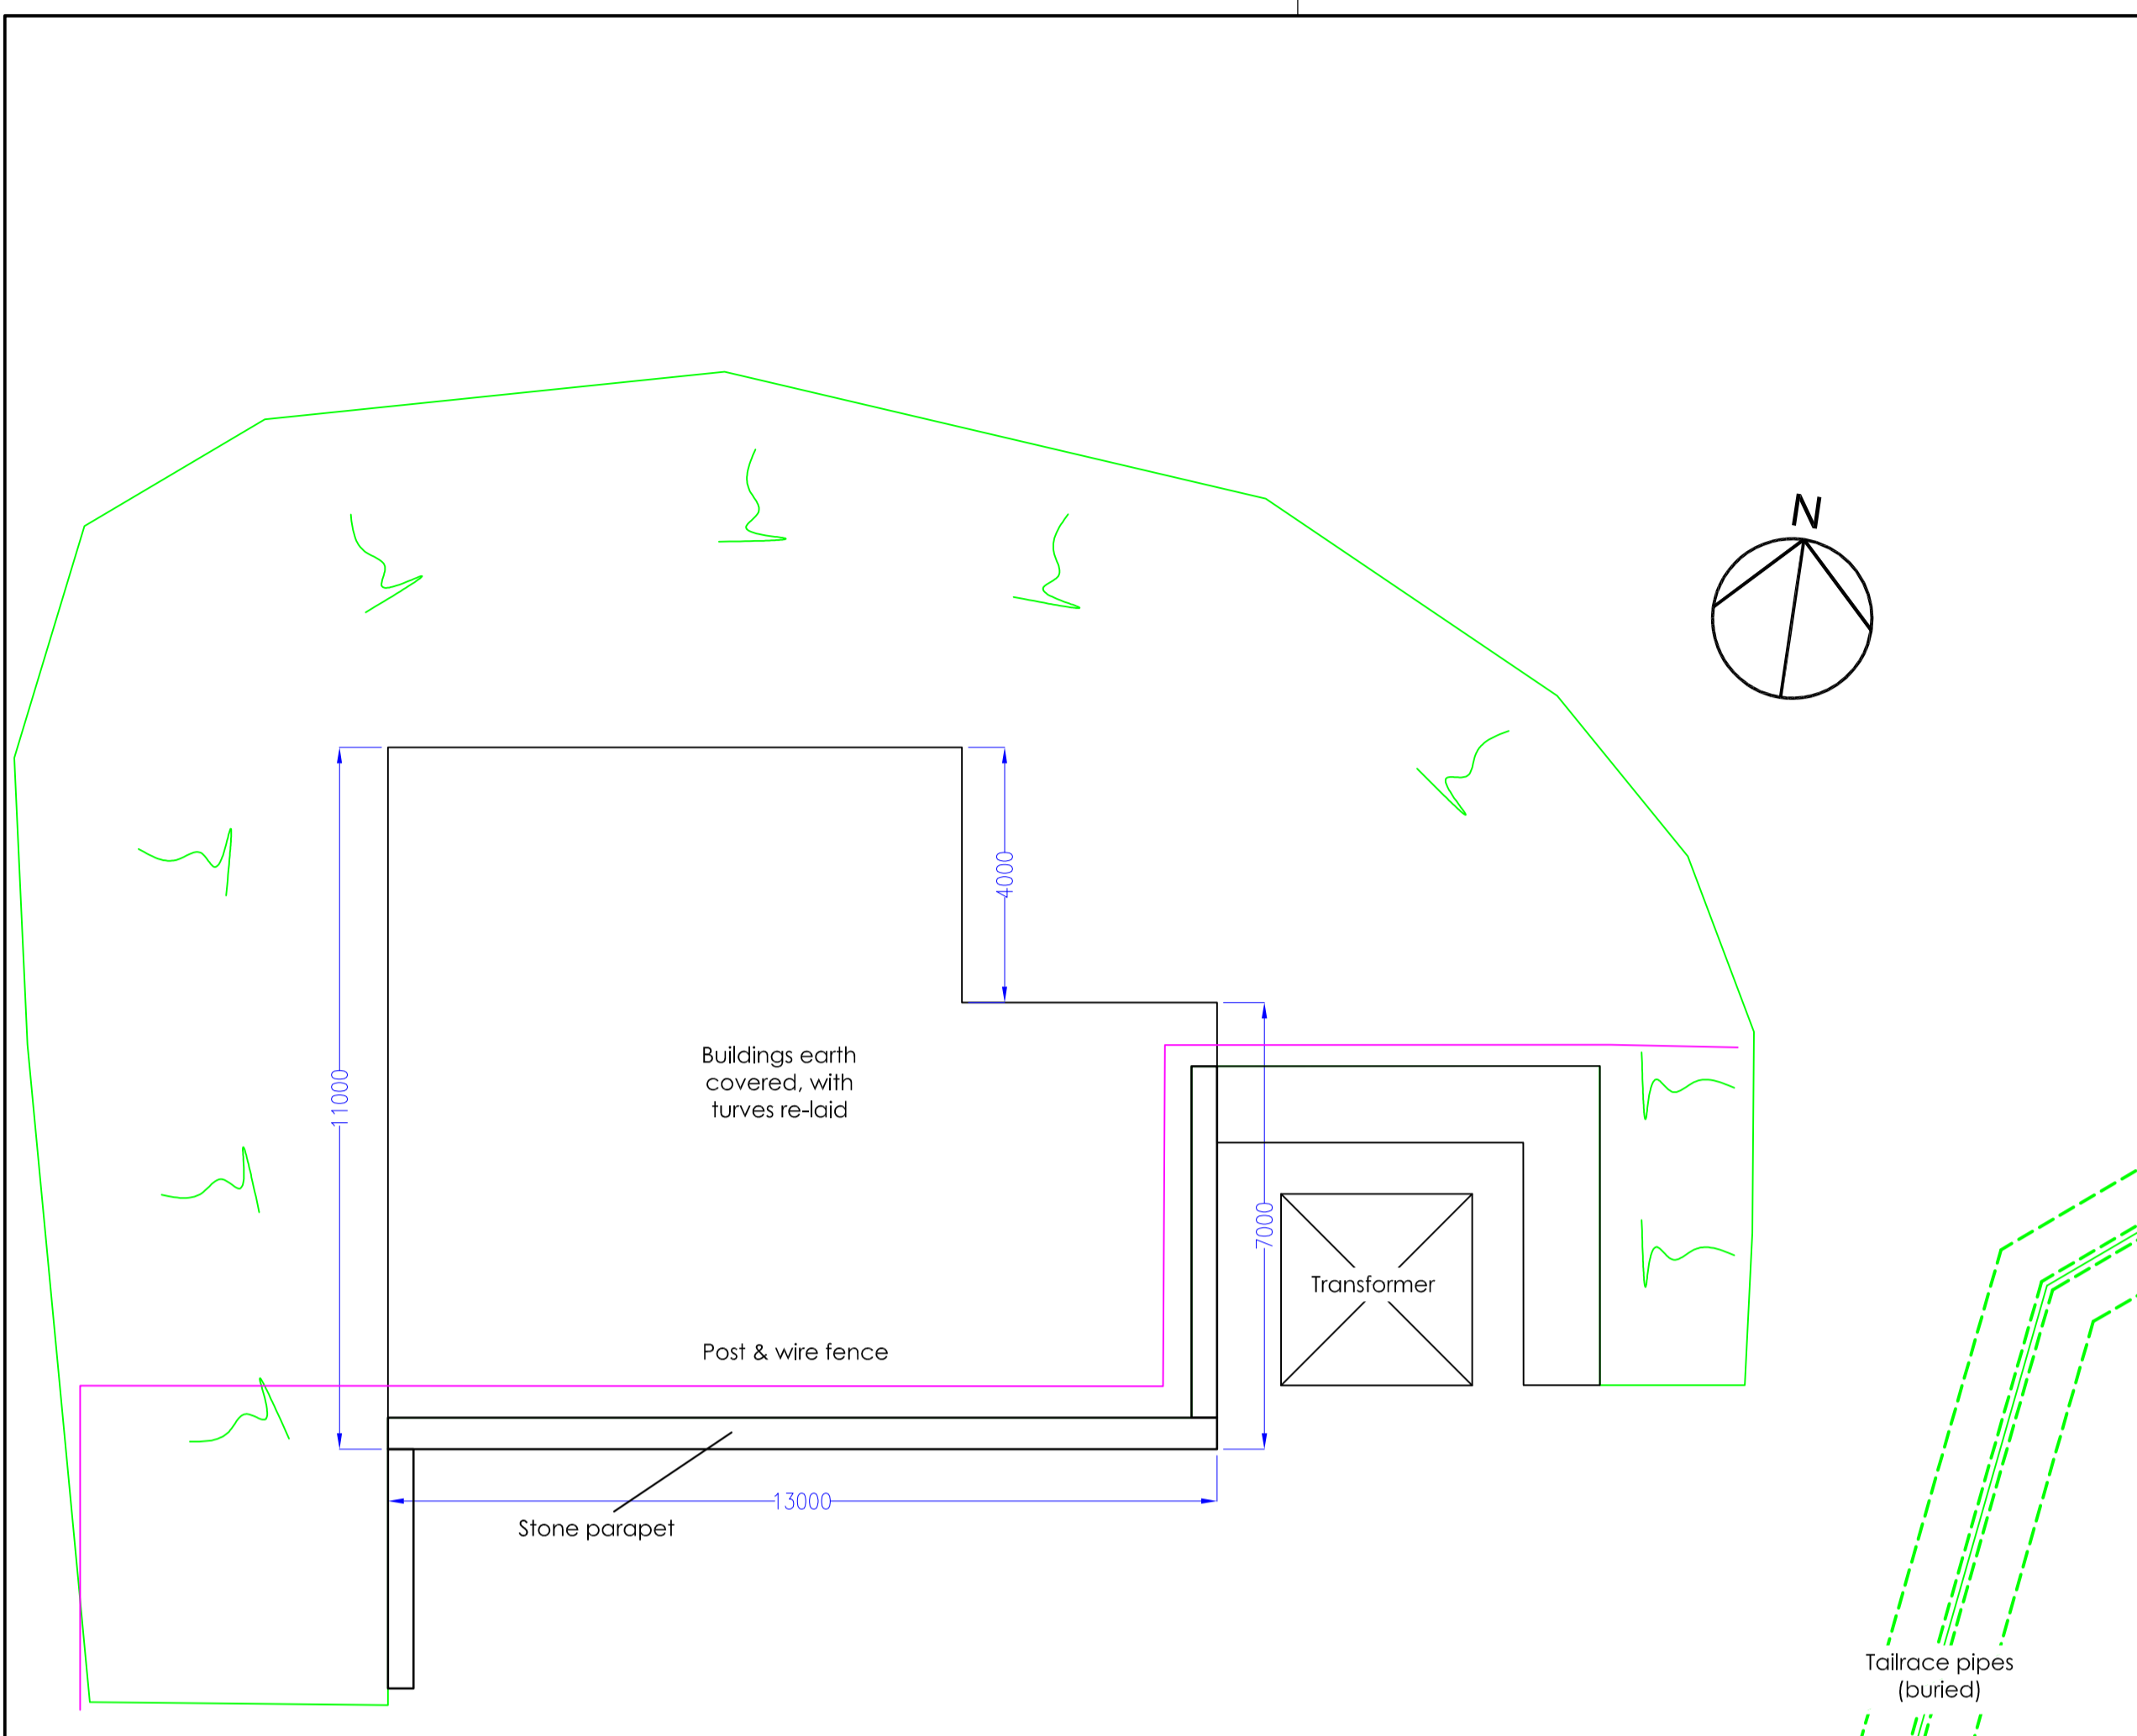 N
4000
Buildings earth
covered, with
turves re-laid
11000
7000
Transformer
Post & wire fence
13000
Stone parapet
Tailrace pipes
(buried)